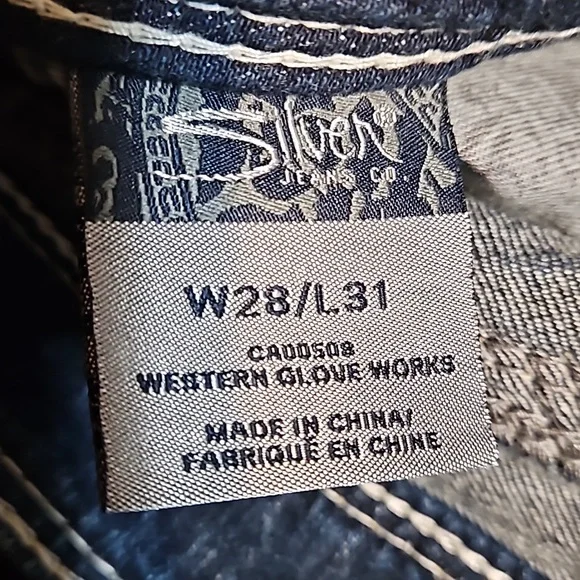 Silver®
JEANS CO.
W28/L31
CA00508
WESTERN GLOVE WORKS
MADE IN CHINA/
FABRIQUÉ EN CHINE